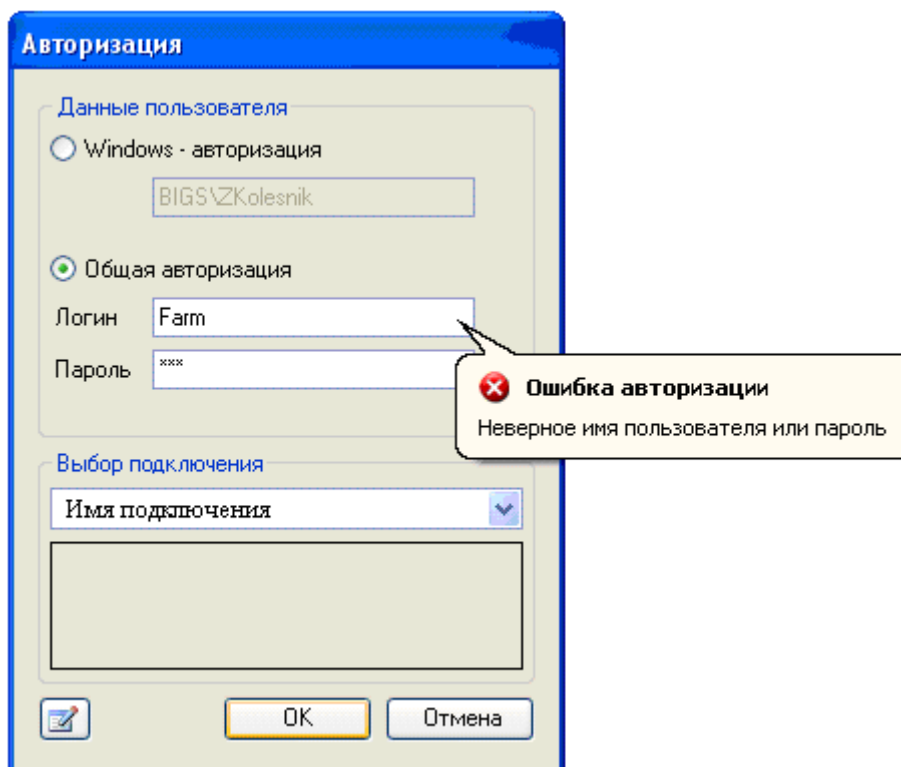 Авторизация
Данные пользователя
Windows - авторизация
BIGS\ZKolesnik
Общая авторизация
Логин
Farm
Пароль
***
Ошибка авторизации
Неверное имя пользователя или пароль
Выбор подключения
Имя подключения
OK
Отмена